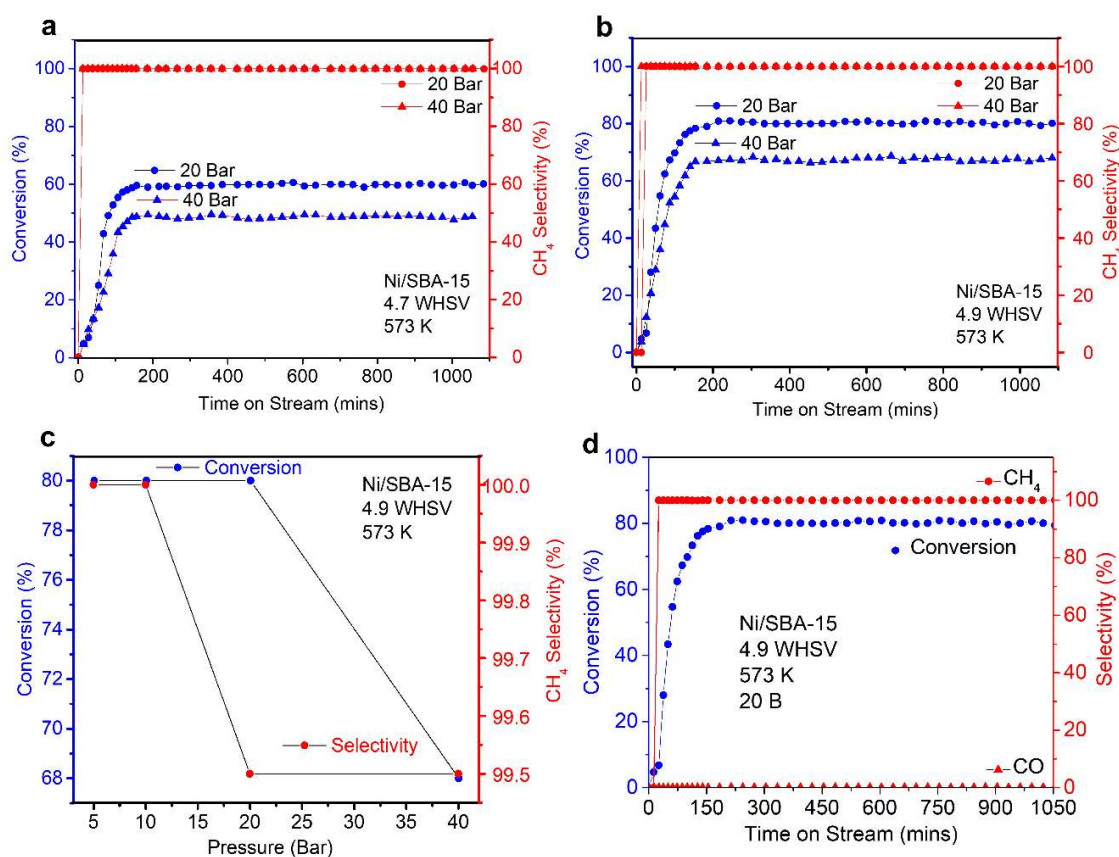 a
100
80
60
40
20
0
Conversion (%)
0 200 400 600 800 1000
Time on Stream (mins)
100
80
60
40
20
0
CH₄ Selectivity (%)
20 Bar
40 Bar
20 Bar
40 Bar
Ni/SBA-15
4.7 WHSV
573 K
b
100
80
60
40
20
0
Conversion (%)
0 200 400 600 800 1000
Time on Stream (mins)
100
80
60
40
20
0
CH₄ Selectivity (%)
20 Bar
40 Bar
20 Bar
40 Bar
Ni/SBA-15
4.9 WHSV
573 K
c
80
78
76
74
72
70
68
Conversion (%)
5 10 15 20 25 30 35 40
Pressure (Bar)
100.0
99.9
99.8
99.7
99.6
99.5
CH₄ Selectivity (%)
Conversion
Ni/SBA-15
4.9 WHSV
573 K
Selectivity
d
100
80
60
40
20
0
Conversion (%)
0 150 300 450 600 750 900 1050
Time on Stream (mins)
100
80
60
40
20
0
Selectivity (%)
CH₄
Conversion
Ni/SBA-15
4.9 WHSV
573 K
20 B
CO